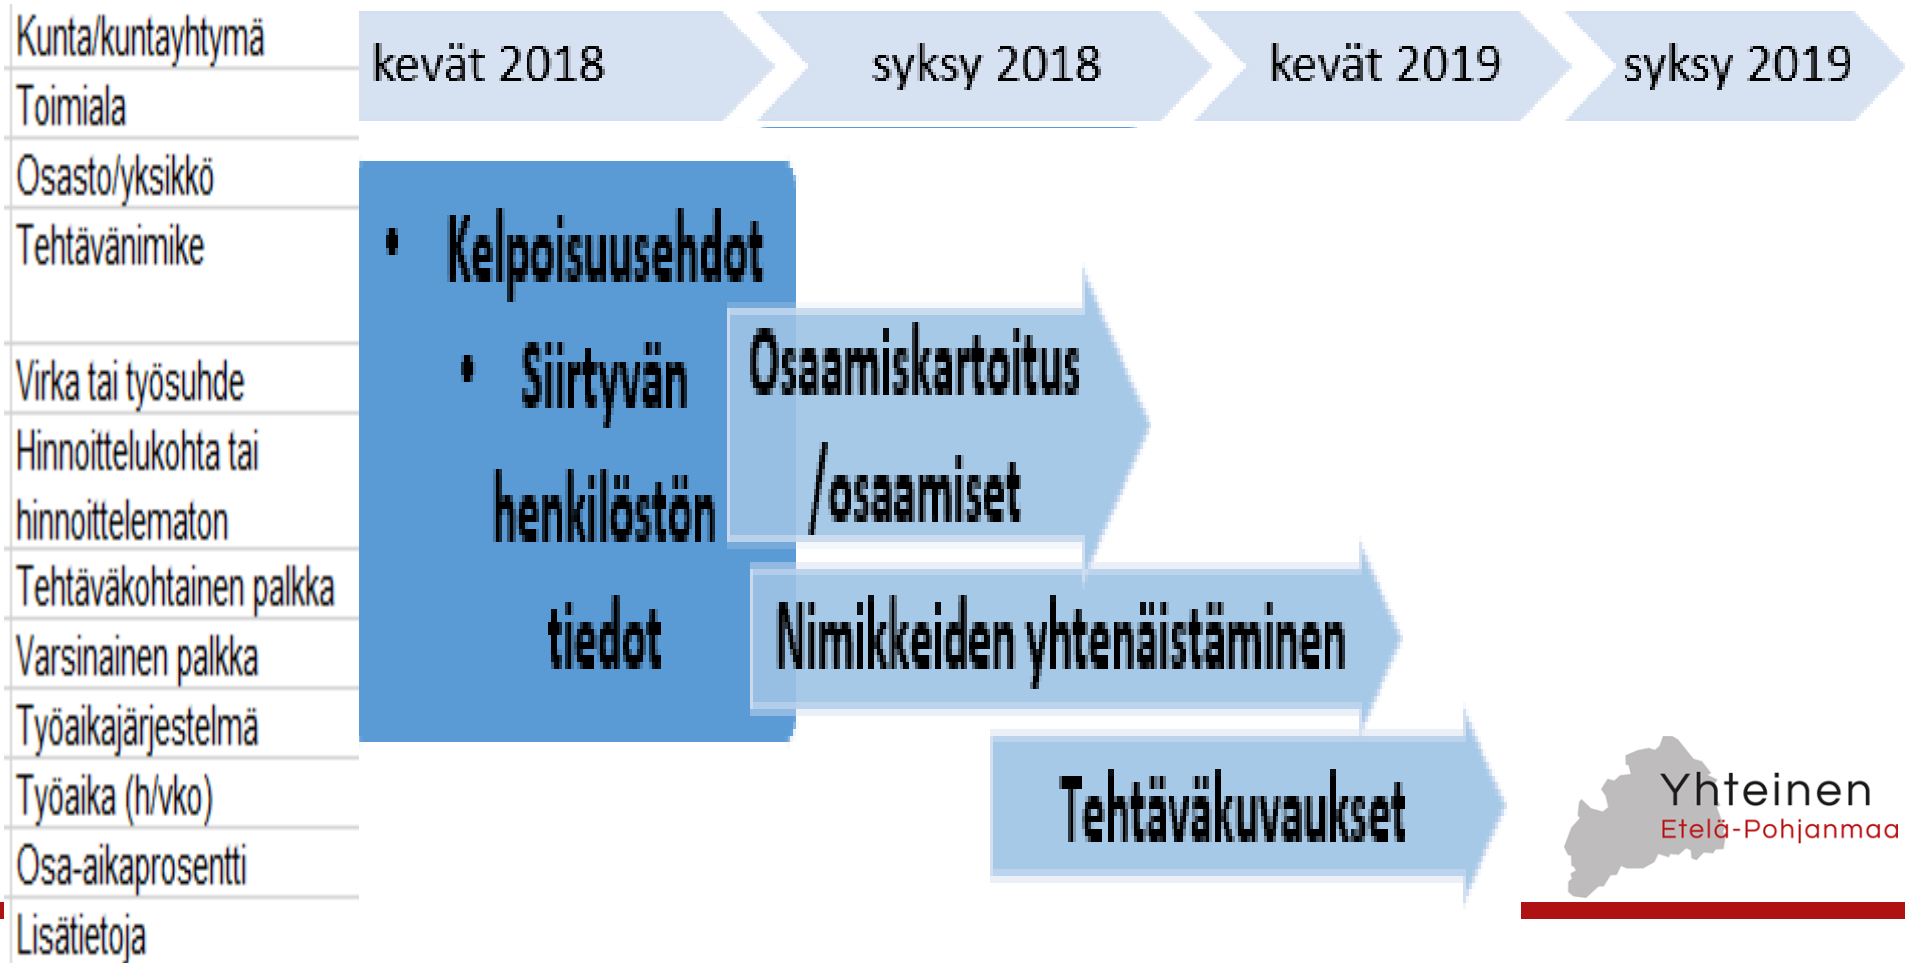 Kunta/kuntayhtymä
Toimiala
Osasto/yksikkö
Tehtävänimike
Virka tai työsuhde
Hinnoittelukohta tai
hinnoittelematon
Tehtäväkohtainen palkka
Varsinainen palkka
Työaikajärjestelmä
Työaika (h/vko)
Osa-aikaprosentti
Lisätietoja
kevät 2018
syksy 2018
kevät 2019
syksy 2019
• Kelpoisuusehdot
• Siirtyvän
henkilöstön
tiedot
Osaamiskartoitus
/osaamiset
Nimikkeiden yhtenäistäminen
Tehtäväkuvaukset
Yhteinen
Etelä-Pohjanmaa